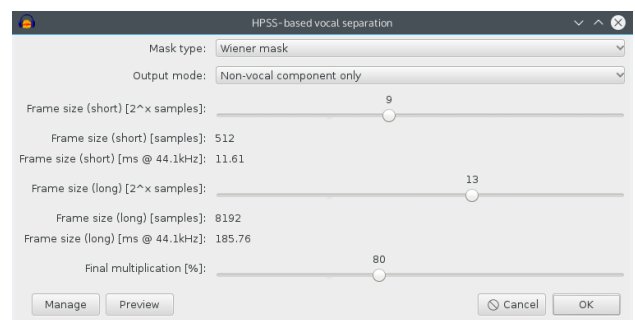 HPSS-based vocal separation
Mask type: Wiener mask
Output mode: Non-vocal component only
9
Frame size (short) [2^x samples]:
Frame size (short) [samples]: 512
Frame size (short) [ms @ 44.1kHz]: 11.61
13
Frame size (long) [2^x samples]:
Frame size (long) [samples]: 8192
Frame size (long) [ms @ 44.1kHz]: 185.76
80
Final multiplication [%]:
Manage Preview Cancel OK